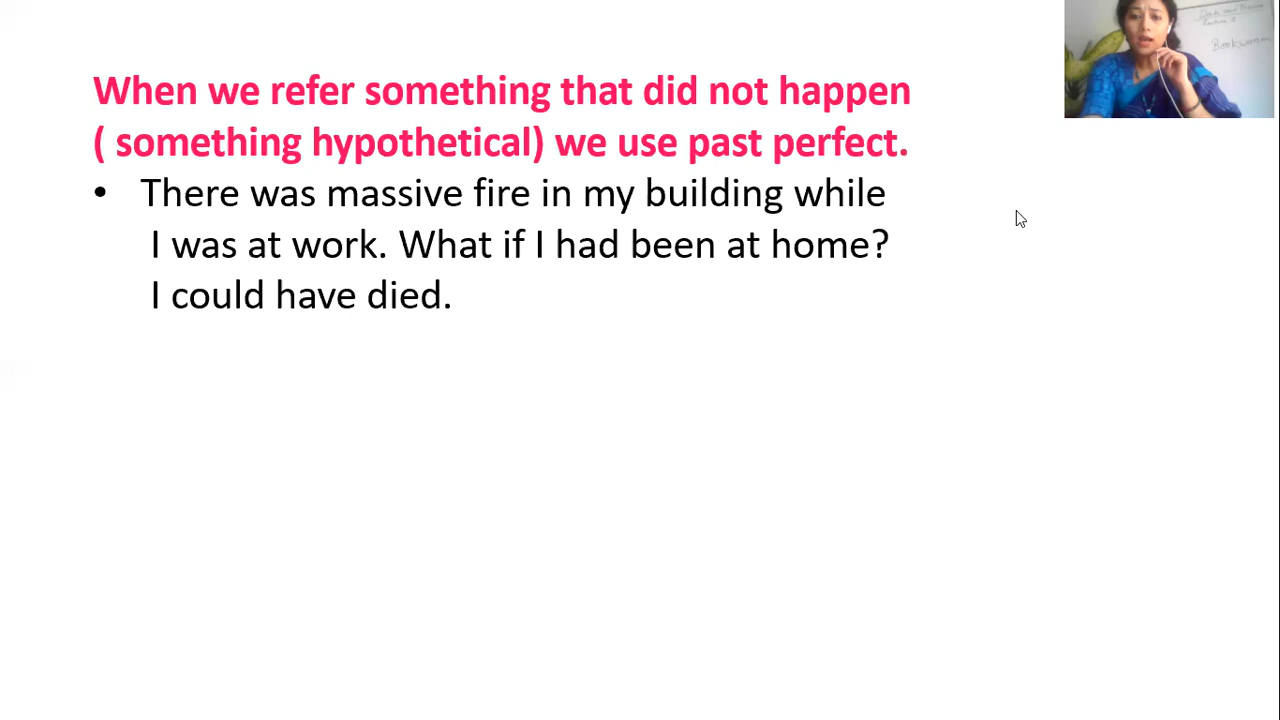 When we refer something that did not happen
( something hypothetical) we use past perfect.
• There was massive fire in my building while
I was at work. What if I had been at home?
I could have died.
Bookworm